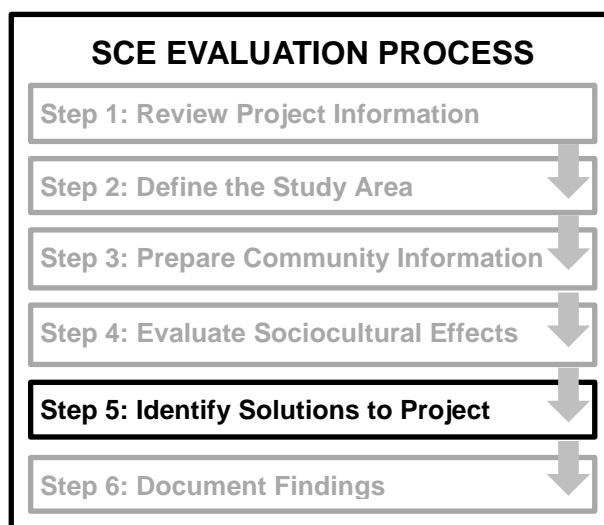 SCE EVALUATION PROCESS
Step 1: Review Project Information
Step 2: Define the Study Area
Step 3: Prepare Community Information
Step 4: Evaluate Sociocultural Effects
Step 5: Identify Solutions to Project
Step 6: Document Findings